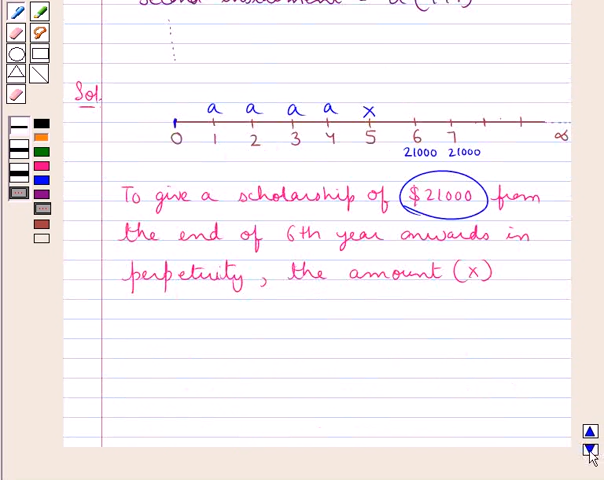 Sol.
a a a a x
0 1 2 3 4 5 6 7 ∞
21000 21000
To give a scholarship of $21000 from
the end of 6th year onwards in
perpetuity, the amount (x)